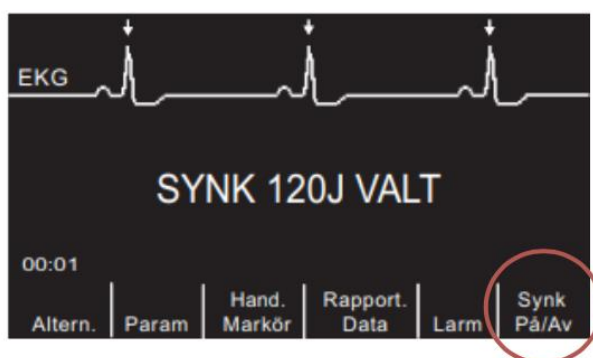 EKG
SYNK 120J VALT
00:01
Altern.
Param
Hand.
Markör
Rapport.
Data
Larm
Synk
På/Av